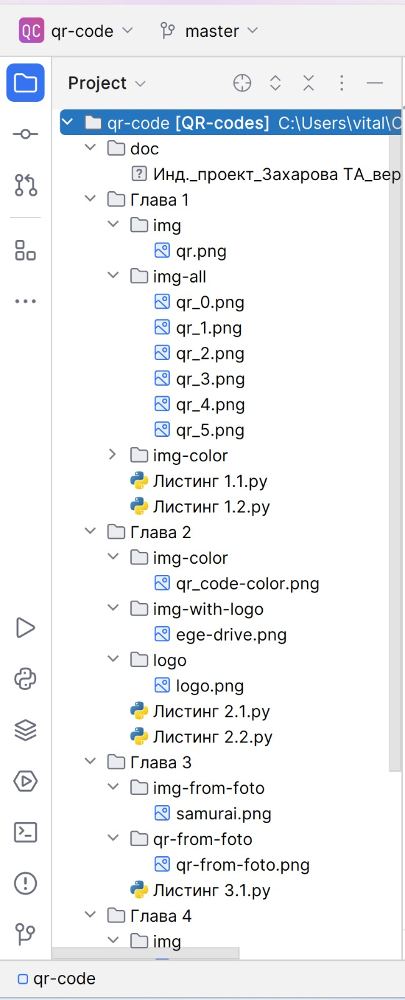 QC qr-code master
Project
qr-code [QR-codes] C:\Users\vital\
doc
Инд._проект_Захарова ТА_вер
Глава 1
img
qr.png
img-all
qr_0.png
qr_1.png
qr_2.png
qr_3.png
qr_4.png
qr_5.png
img-color
Листинг 1.1.py
Листинг 1.2.py
Глава 2
img-color
qr_code-color.png
img-with-logo
ege-drive.png
logo
logo.png
Листинг 2.1.py
Листинг 2.2.py
Глава 3
img-from-foto
samurai.png
qr-from-foto
qr-from-foto.png
Листинг 3.1.py
Глава 4
img
qr-code